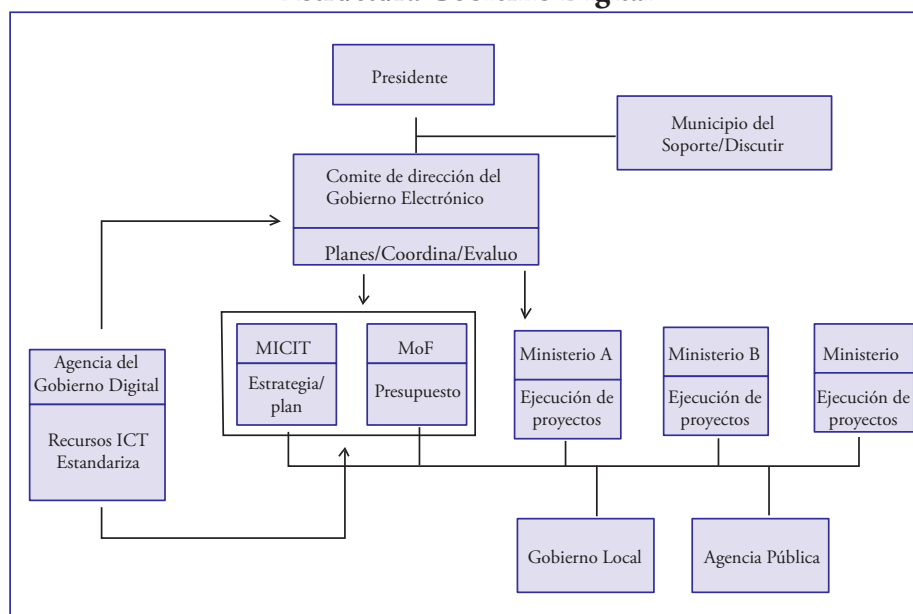 Presidente
Municipio del
Soporte/Discutir
Comite de dirección del
Gobierno Electrónico
Planes/Coordina/Evaluo
MICIT
Estrategia/
plan
MoF
Presupuesto
Ministerio A
Ejecución de
proyectos
Ministerio B
Ejecución de
proyectos
Ministerio
Ejecución de
proyectos
Agencia del
Gobierno Digital
Recursos ICT
Estandariza
Gobierno Local
Agencia Pública